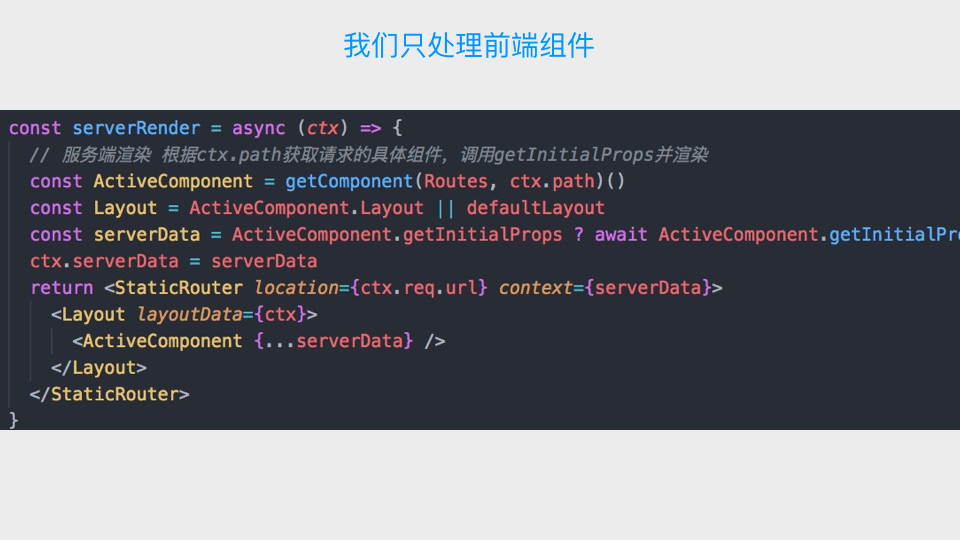 我们只处理前端组件
const serverRender = async (ctx) => {
// 服务端渲染 根据ctx.path获取请求的具体组件，调用getInitialProps并渲染
const ActiveComponent = getComponent(Routes, ctx.path)()
const Layout = ActiveComponent.Layout || defaultLayout
const serverData = ActiveComponent.getInitialProps ? await ActiveComponent.getInitialPr
ctx.serverData = serverData
return <StaticRouter location={ctx.req.url} context={serverData}>
<Layout layoutData={ctx}>
<ActiveComponent {...serverData} />
</Layout>
</StaticRouter>
}